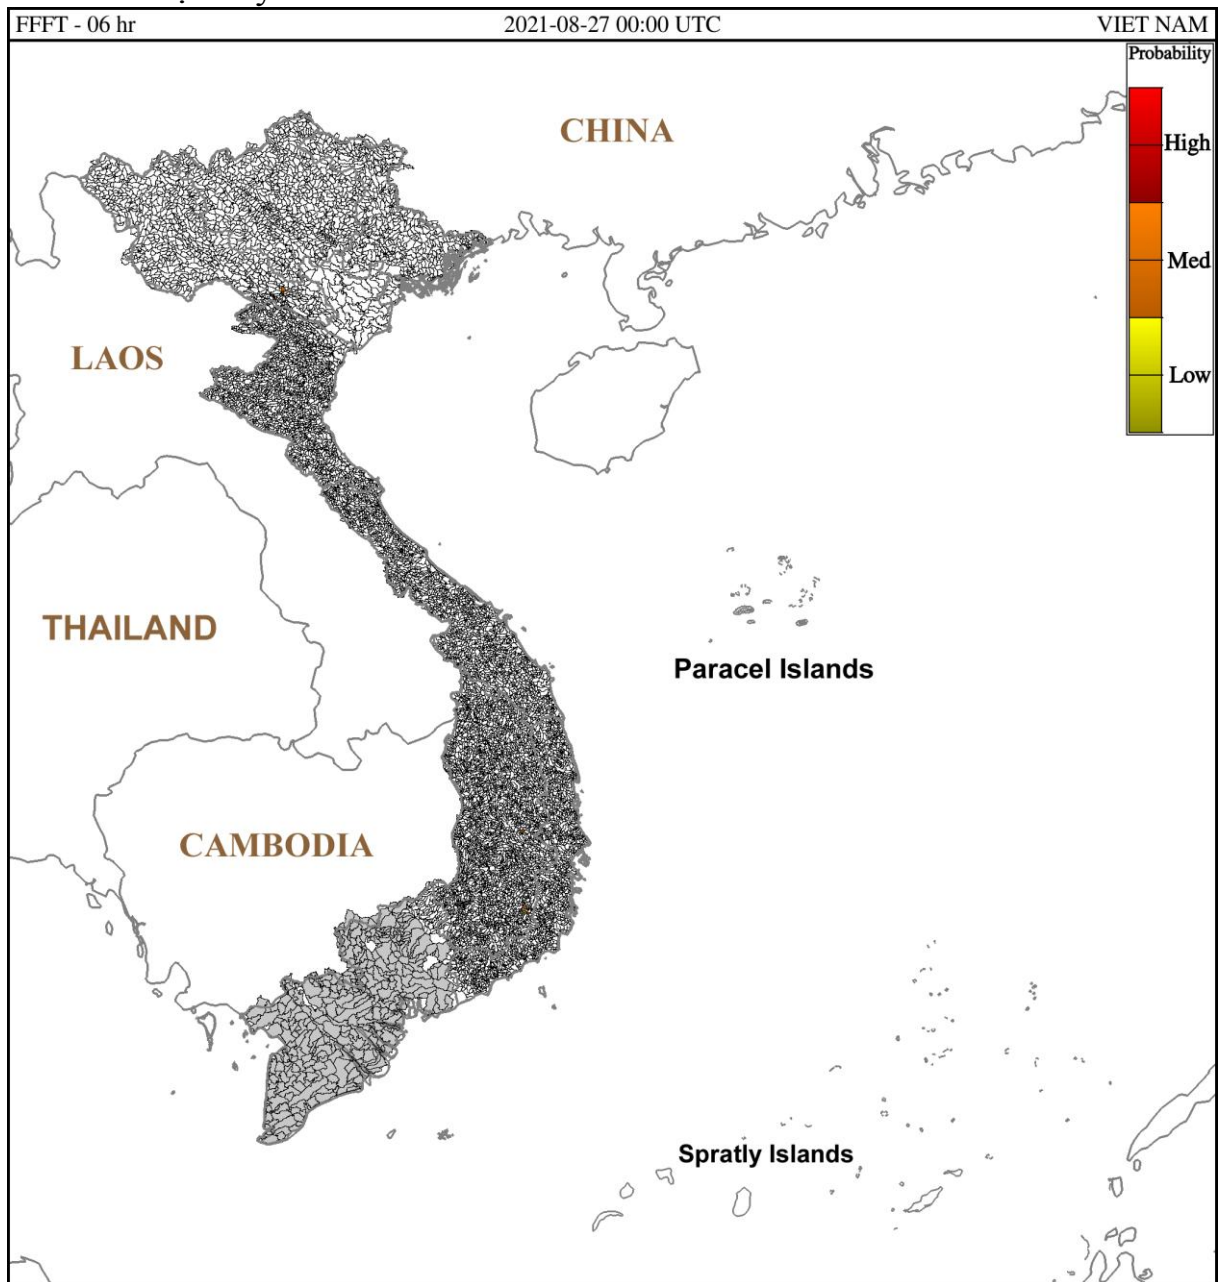 FFFT - 06 hr 2021-08-27 00:00 UTC VIET NAM
Probability
High
Med
Low
CHINA
LAOS
THAILAND
Paracel Islands
CAMBODIA
Spratly Islands